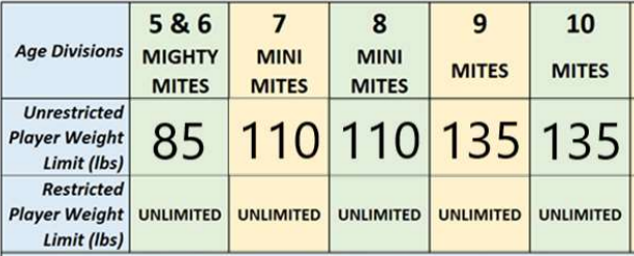 Age Divisions
5 & 6
MIGHTY
MITES
7
MINI
MITES
8
MINI
MITES
9
MITES
10
MITES
Unrestricted
Player Weight
Limit (lbs)
85
110
110
135
135
Restricted
Player Weight
Limit (lbs)
UNLIMITED
UNLIMITED
UNLIMITED
UNLIMITED
UNLIMITED